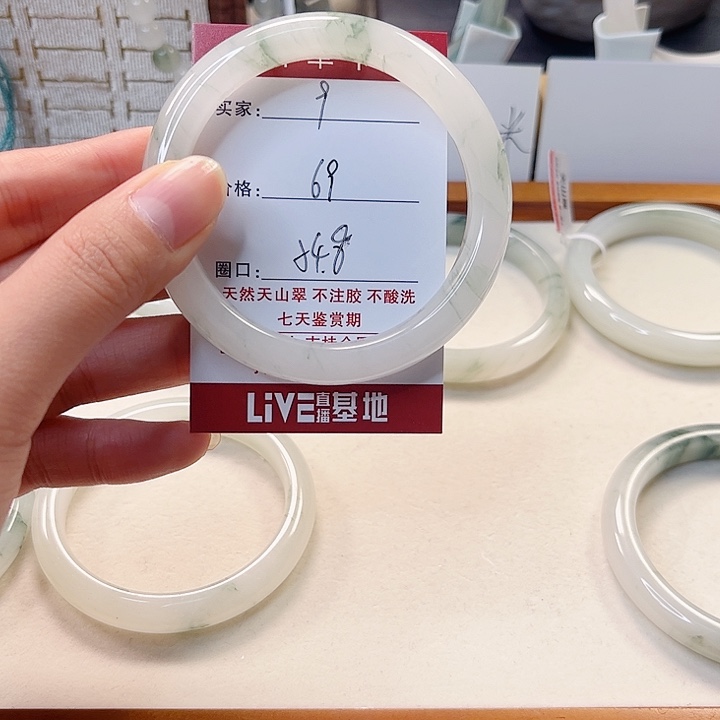 买家: 9
价格: 69
圈口: 54.8
天然天山翠 不注胶 不酸洗
七天鉴赏期
LIVE直播基地